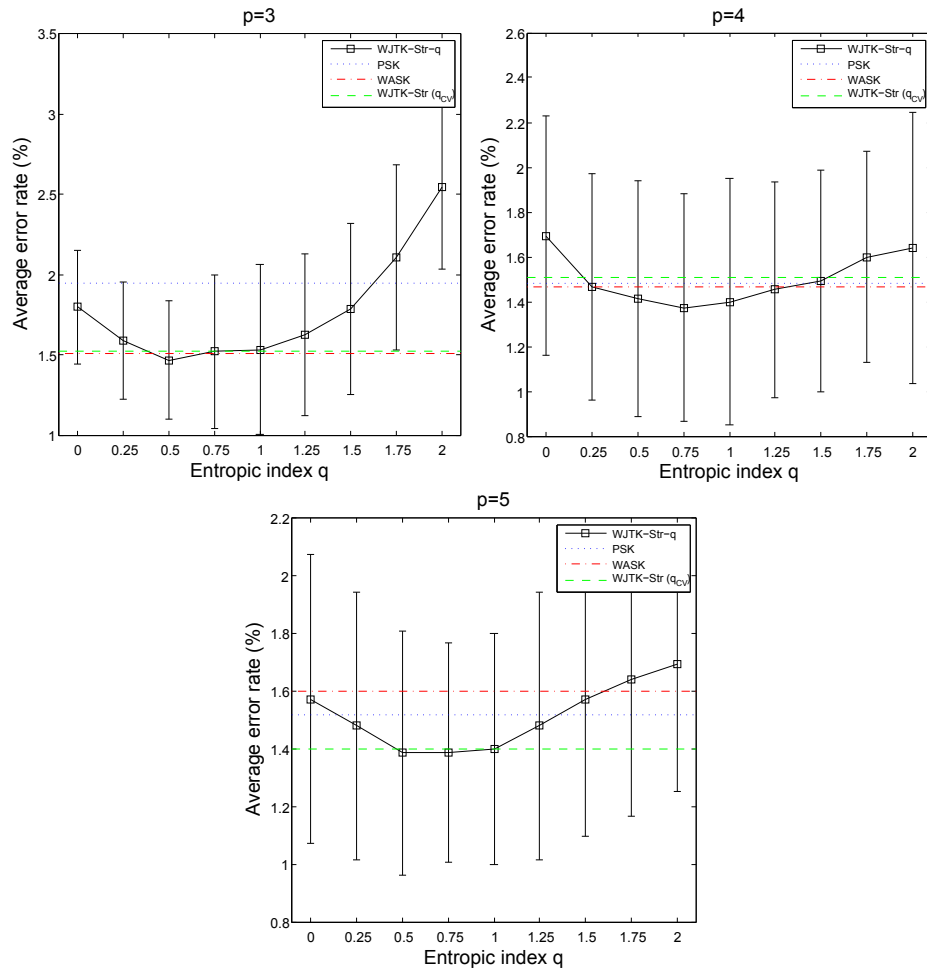 p=3
3.5
3
2.5
2
1.5
1
Average error rate (%)
0 0.25 0.5 0.75 1 1.25 1.5 1.75 2
Entropic index q
WJTK−Str−q
PSK
WASK
WJTK−Str (qCV)
p=4
2.6
2.4
2.2
2
1.8
1.6
1.4
1.2
1
0.8
Average error rate (%)
0 0.25 0.5 0.75 1 1.25 1.5 1.75 2
Entropic index q
WJTK−Str−q
PSK
WASK
WJTK−Str (qCV)
p=5
2.2
2
1.8
1.6
1.4
1.2
1
0.8
Average error rate (%)
0 0.25 0.5 0.75 1 1.25 1.5 1.75 2
Entropic index q
WJTK−Str−q
PSK
WASK
WJTK−Str (qCV)